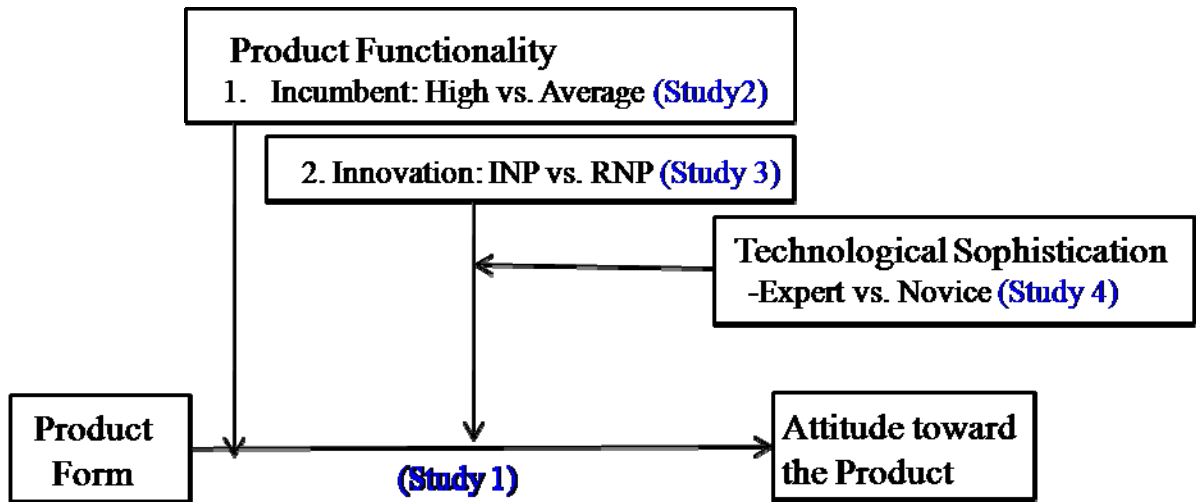 Product Functionality
1. Incumbent: High vs. Average (Study2)
2. Innovation: INP vs. RNP (Study 3)
Technological Sophistication
-Expert vs. Novice (Study 4)
Product
Form
(Study 1)
Attitude toward
the Product